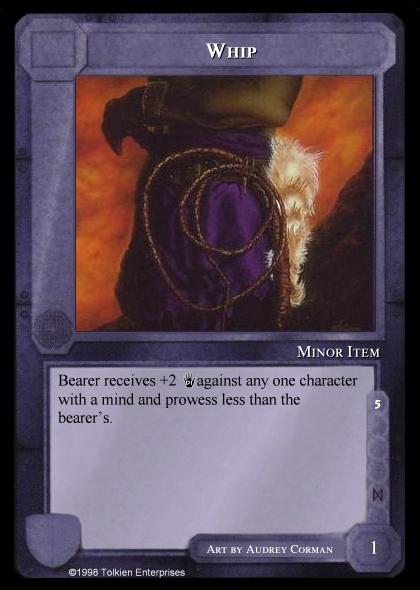 Whip
Minor Item
Bearer receives +2 against any one character
with a mind and prowess less than the
bearer's.
5
Art by Audrey Corman
1
©1998 Tolkien Enterprises